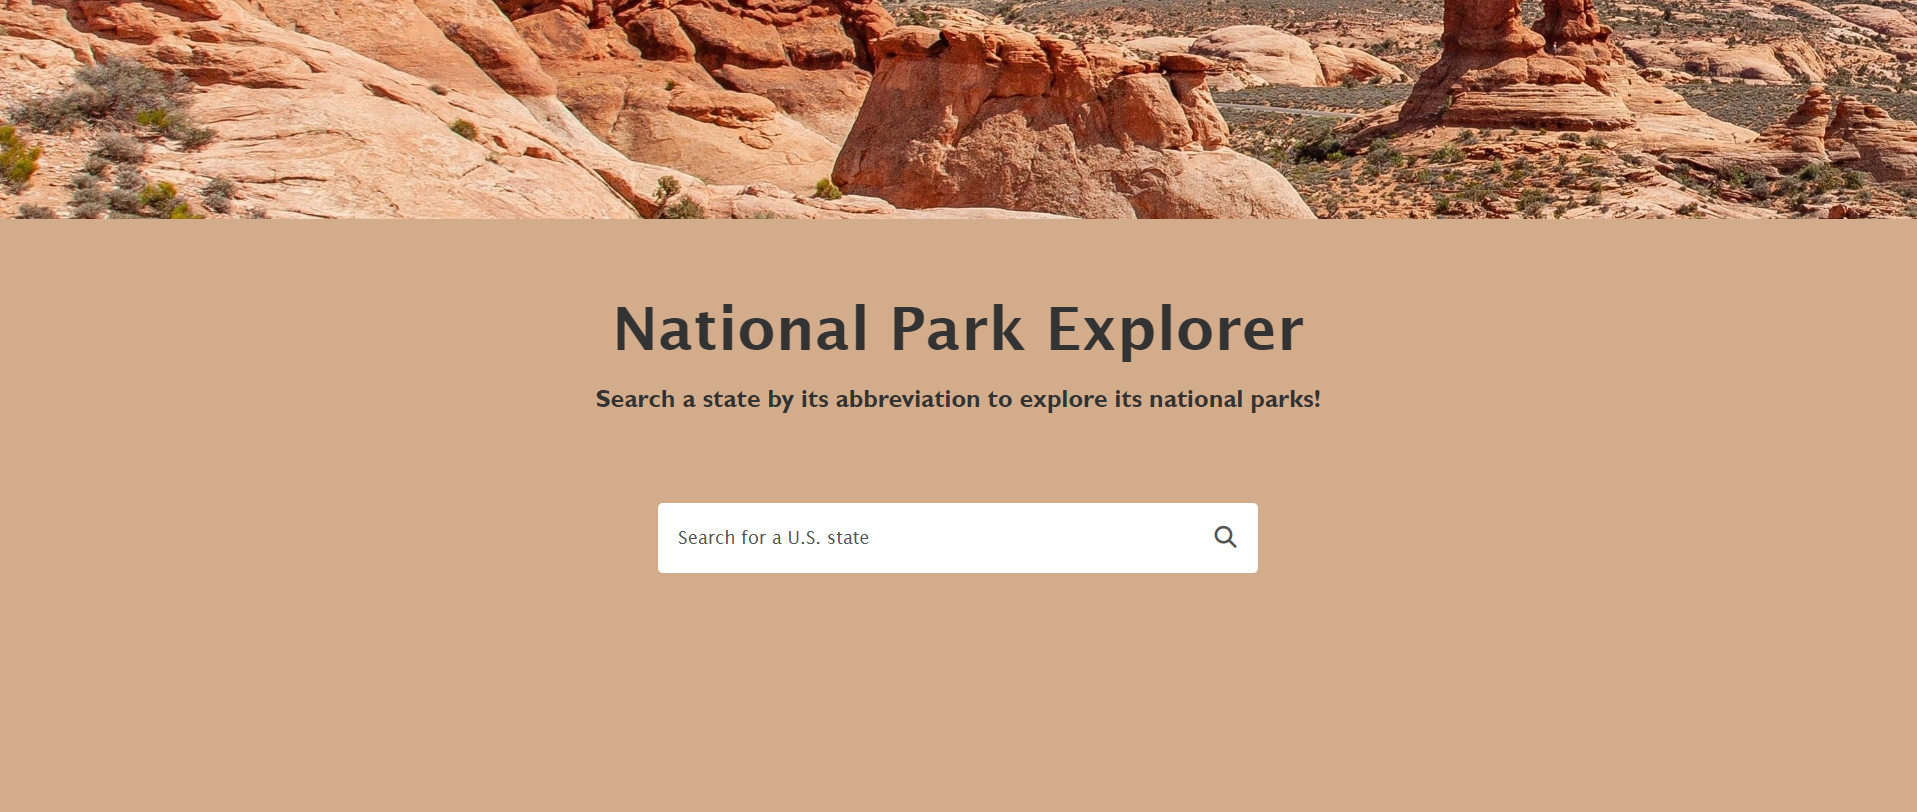 National Park Explorer
Search a state by its abbreviation to explore its national parks!
Search for a U.S. state